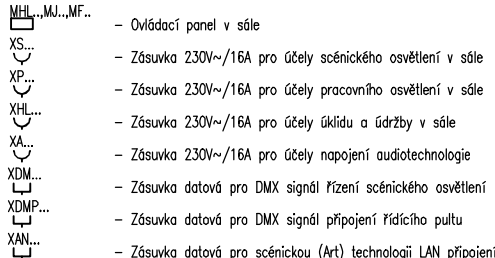 MHL..,MJ..,MF..
– Ovládací panel v sále
XS...
– Zásuvka 230V~/16A pro účely scénického osvětlení v sále
XP...
– Zásuvka 230V~/16A pro účely pracovního osvětlení v sále
XHL...
– Zásuvka 230V~/16A pro účely úklidu a údržby v sále
XA...
– Zásuvka 230V~/16A pro účely napojení audiotechnologie
XDM...
– Zásuvka datová pro DMX signál řízení scénického osvětlení
XDMP...
– Zásuvka datová pro DMX signál připojení řídícího pultu
XAN...
– Zásuvka datová pro scénickou (Art) technologii LAN připojení